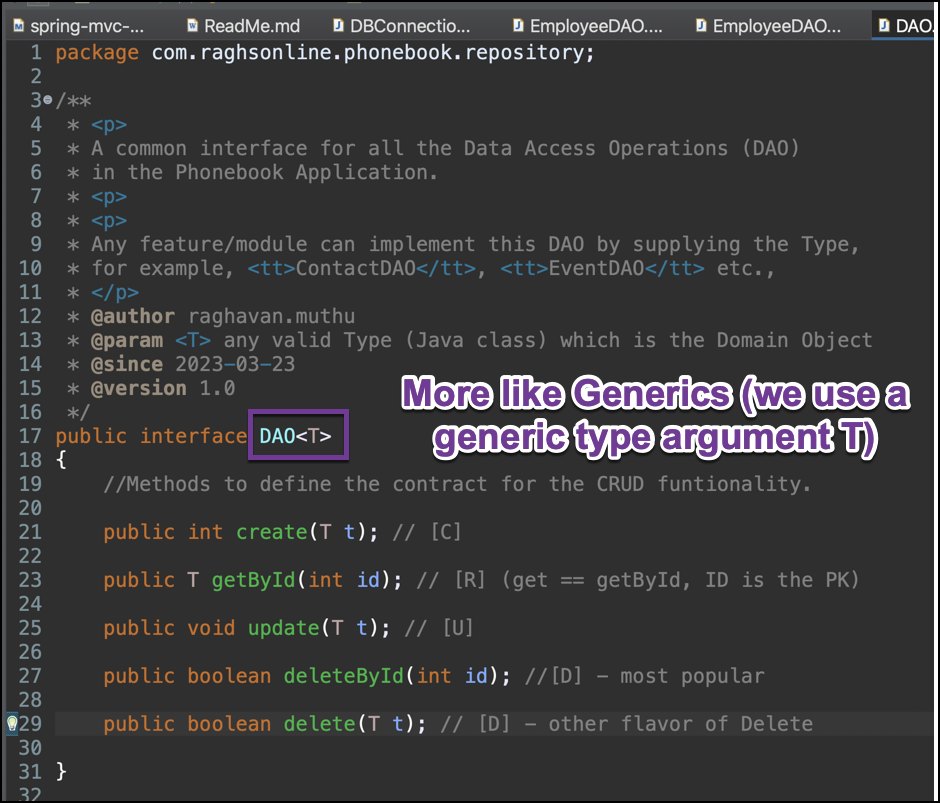 spring-mvc-... ReadMe.md DBConnectio... EmployeeDAO.... EmployeeDAO... DAO.
1 package com.raghsonline.phonebook.repository;
2
3 /**
4 * <p>
5 * A common interface for all the Data Access Operations (DAO)
6 * in the Phonebook Application.
7 * <p>
8 * <p>
9 * Any feature/module can implement this DAO by supplying the Type,
10 * for example, <tt>ContactDAO</tt>, <tt>EventDAO</tt> etc.,
11 * </p>
12 * @author raghavan.muthu
13 * @param <T> any valid Type (Java class) which is the Domain Object
14 * @since 2023-03-23
15 * @version 1.0
16 */
More like Generics (we use a
generic type argument T)
17 public interface DAO<T>
18 {
19 //Methods to define the contract for the CRUD funtionality.
20
21 public int create(T t); // [C]
22
23 public T getById(int id); // [R] (get == getById, ID is the PK)
24
25 public void update(T t); // [U]
26
27 public boolean deleteById(int id); //[D] - most popular
28
29 public boolean delete(T t); // [D] - other flavor of Delete
30
31 }
32